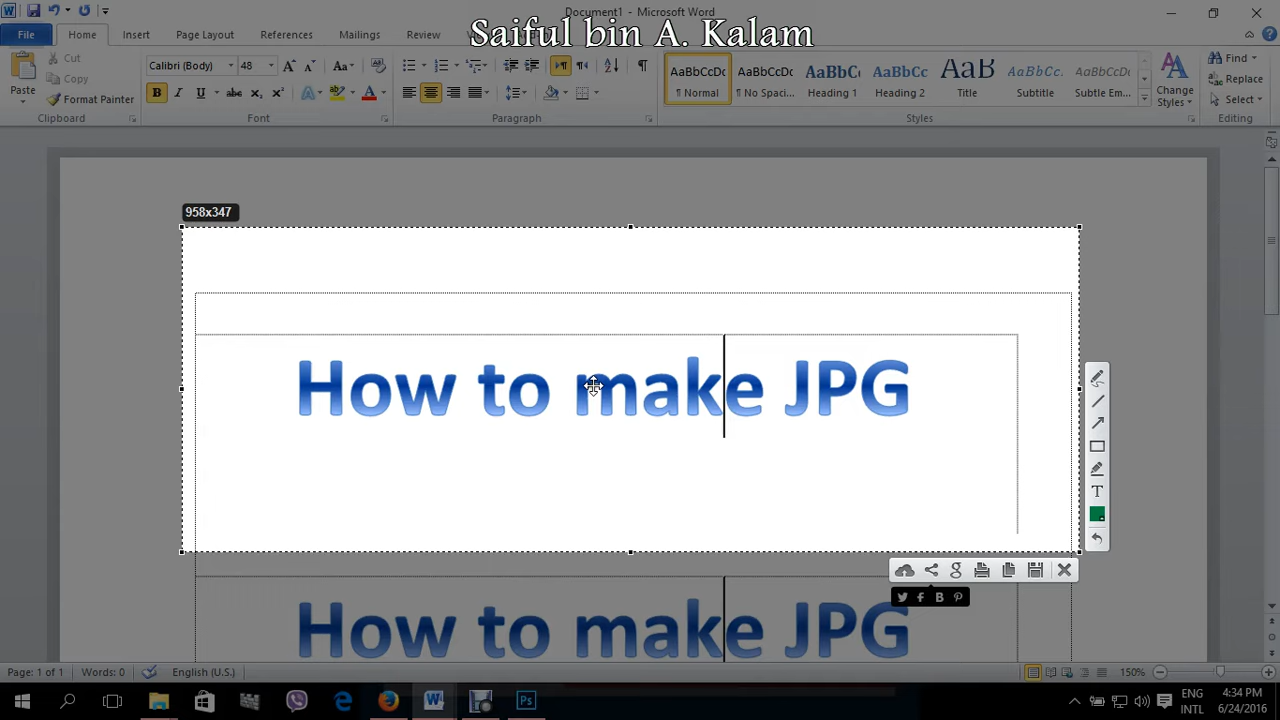 Document1 - Microsoft Word
Saiful bin A. Kalam
File
Home
Insert
Page Layout
References
Mailings
Review
Cut
Copy
Format Painter
Paste
Clipboard
Calibri (Body)
48
Font
Paragraph
AaBbCcDc
¶ Normal
AaBbCcDc
¶ No Spaci...
AaBbC
Heading 1
AaBbCc
Heading 2
AaB
Title
AaBbCc.
Subtitle
AaBbCcDc
Subtle Em...
Change
Styles
Styles
Find
Replace
Select
Editing
958x347
How to make JPG
How to make JPG
Page: 1 of 1
Words: 0
English (U.S.)
150%
ENG
INTL
4:34 PM
6/24/2016